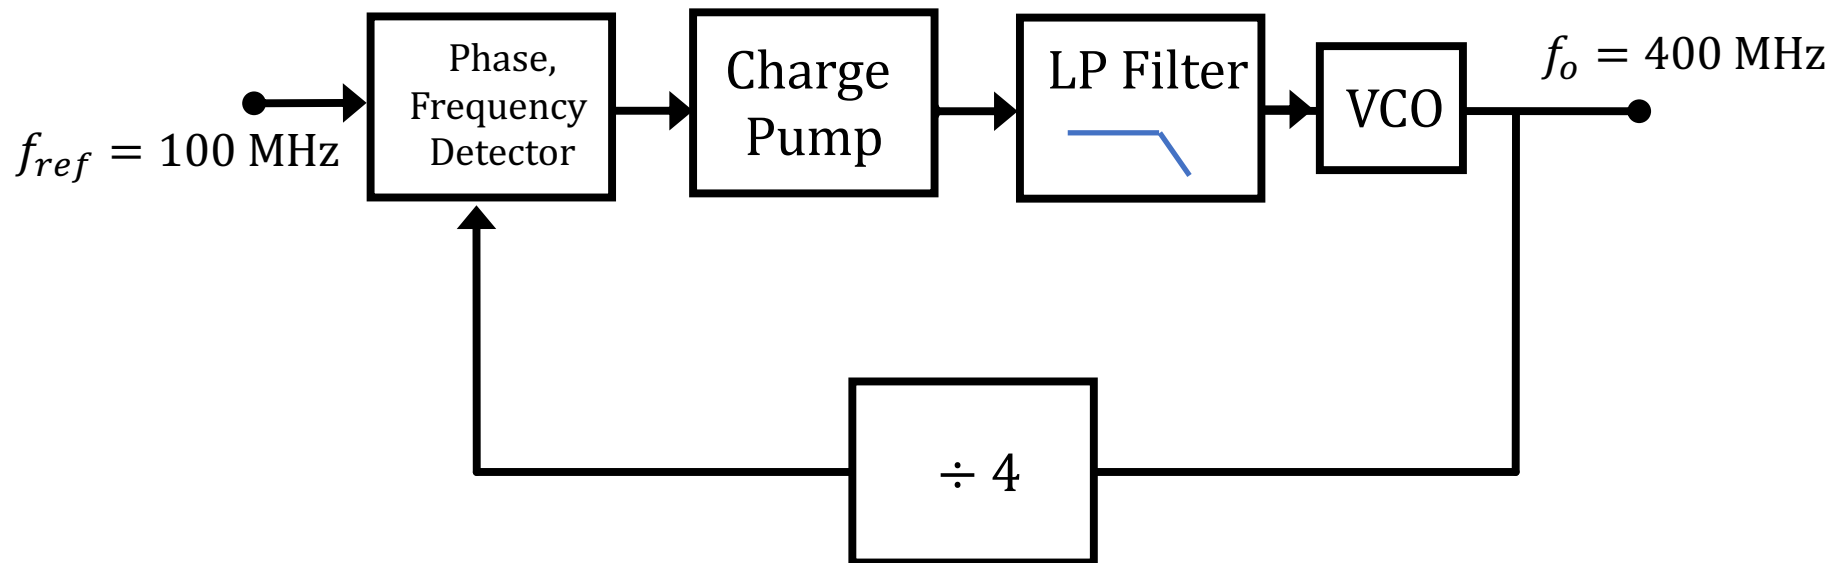 Phase,
Frequency
Detector
Charge
Pump
LP Filter
VCO
f_o = 400 MHz
f_ref = 100 MHz
÷ 4